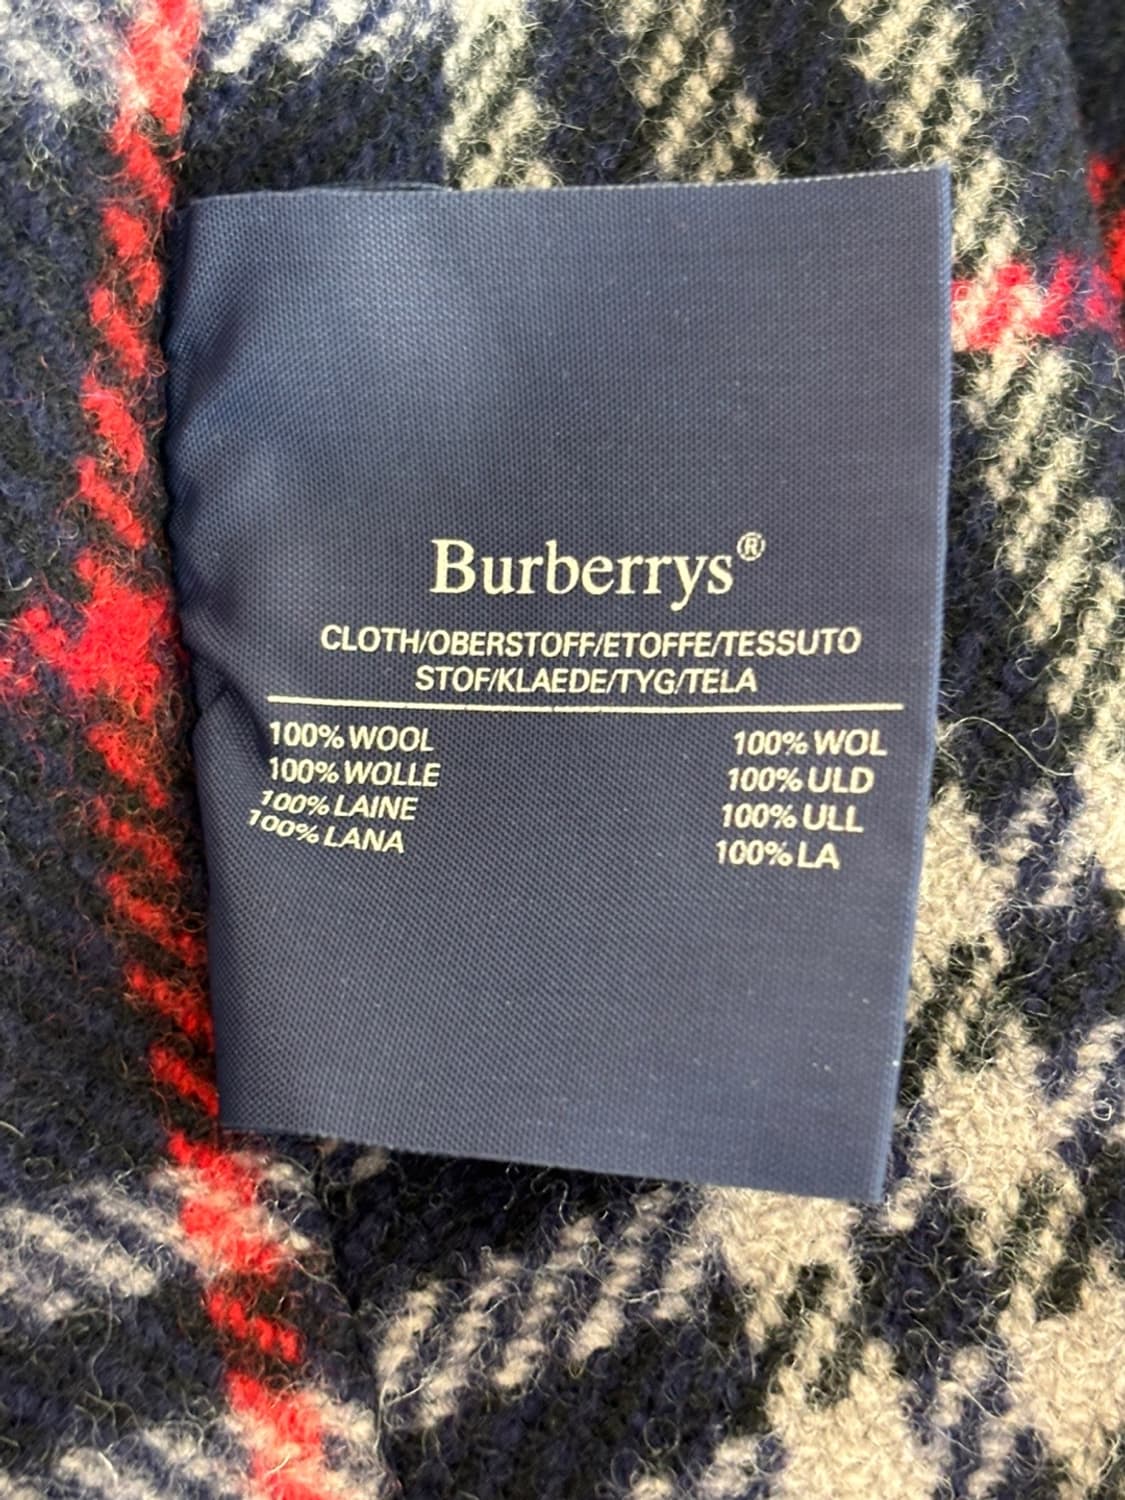 Burberrys®
CLOTH/OBERSTOFF/ETOFFE/TESSUTO
STOF/KLAEDE/TYG/TELA
100% WOOL
100% WOLLE
100% LAINE
100% LANA
100% WOL
100% ULD
100% ULL
100% LA